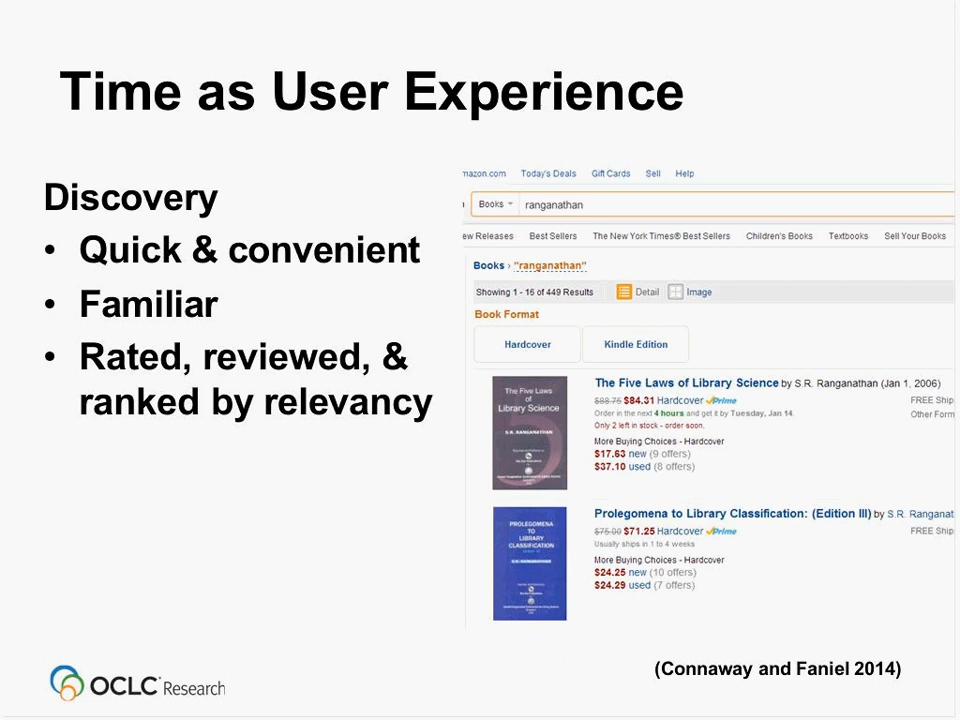 Time as User Experience
Discovery
• Quick & convenient
• Familiar
• Rated, reviewed, &
ranked by relevancy
mazon.com Today's Deals Gift Cards Sell Help
Books ranganathan
ew Releases Best Sellers The New York Times® Best Sellers Children's Books Textbooks Sell Your Books
Books › "ranganathan"
Showing 1 - 16 of 449 Results Detail Image
Book Format
Hardcover Kindle Edition
The Five Laws
of
Library Science
S.R. RANGANATHAN
The Five Laws of Library Science by S.R. Ranganathan (Jan 1, 2006)
$88.75 $84.31 Hardcover Prime FREE Ship
Order in the next 4 hours and get it by Tuesday, Jan 14. Other Form
Only 2 left in stock - order soon.
More Buying Choices - Hardcover
$17.63 new (9 offers)
$37.10 used (8 offers)
PROLEGOMENA
TO
LIBRARY
CLASSIFICATION
S.R. RANGANATHAN
Prolegomena to Library Classification: (Edition III) by S.R. Ranganat
$75.00 $71.25 Hardcover Prime FREE Ship
Usually ships in 1 to 4 weeks
More Buying Choices - Hardcover
$24.25 new (10 offers)
$24.29 used (7 offers)
(Connaway and Faniel 2014)
OCLC Research